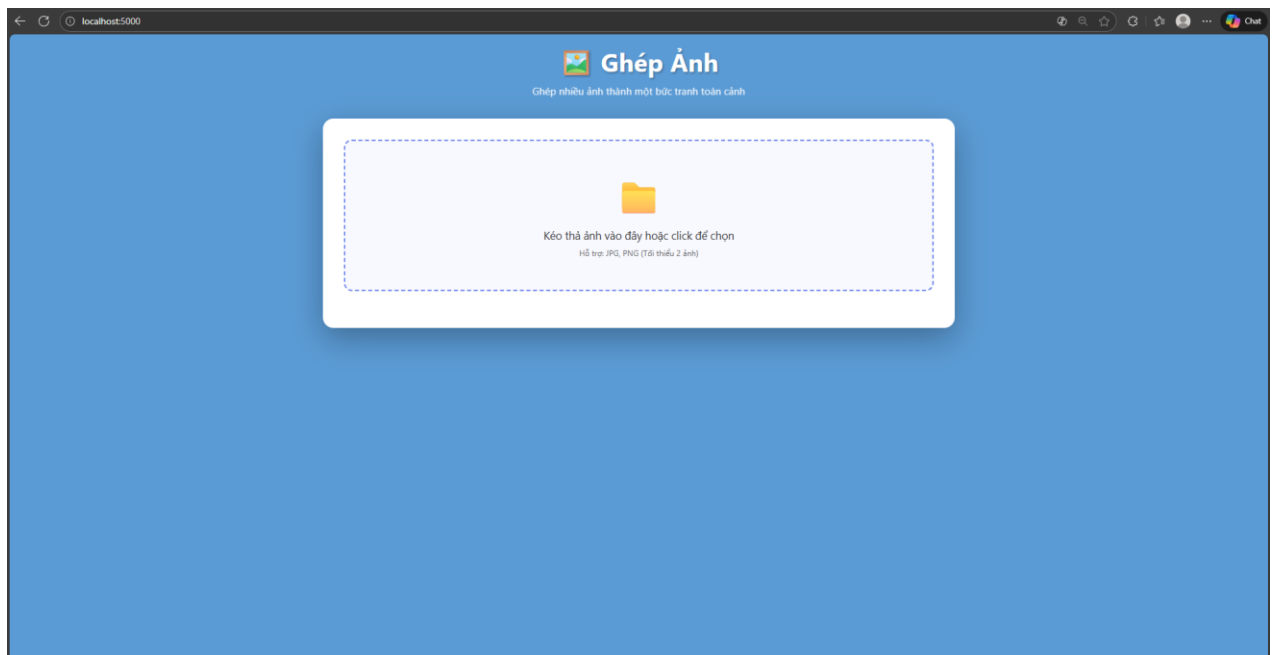 localhost:5000
Chat
Ghép Ảnh
Ghép nhiều ảnh thành một bức tranh toàn cảnh
Kéo thả ảnh vào đây hoặc click để chọn
Hỗ trợ: JPG, PNG (Tối thiểu 2 ảnh)